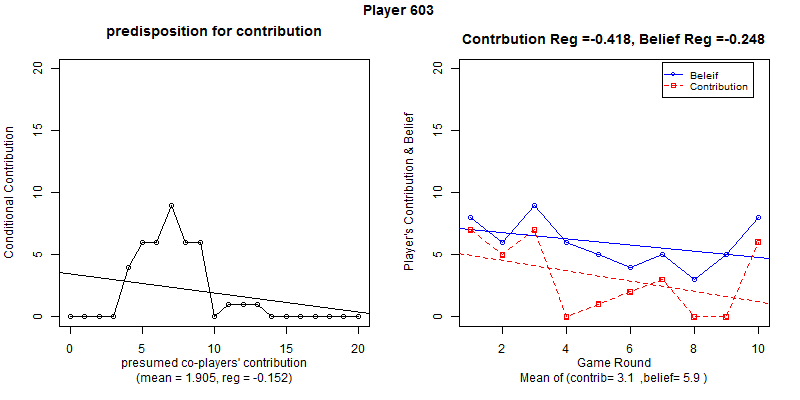 Player 603
predisposition for contribution
Conditional Contribution
20
15
10
5
0
0 5 10 15 20
presumed co-players' contribution
(mean = 1.905, reg = -0.152)
Contrbution Reg =-0.418, Belief Reg =-0.248
Player's Contribution & Belief
20
15
10
5
0
Beleif
Contribution
2 4 6 8 10
Game Round
Mean of (contrib= 3.1 ,belief= 5.9 )